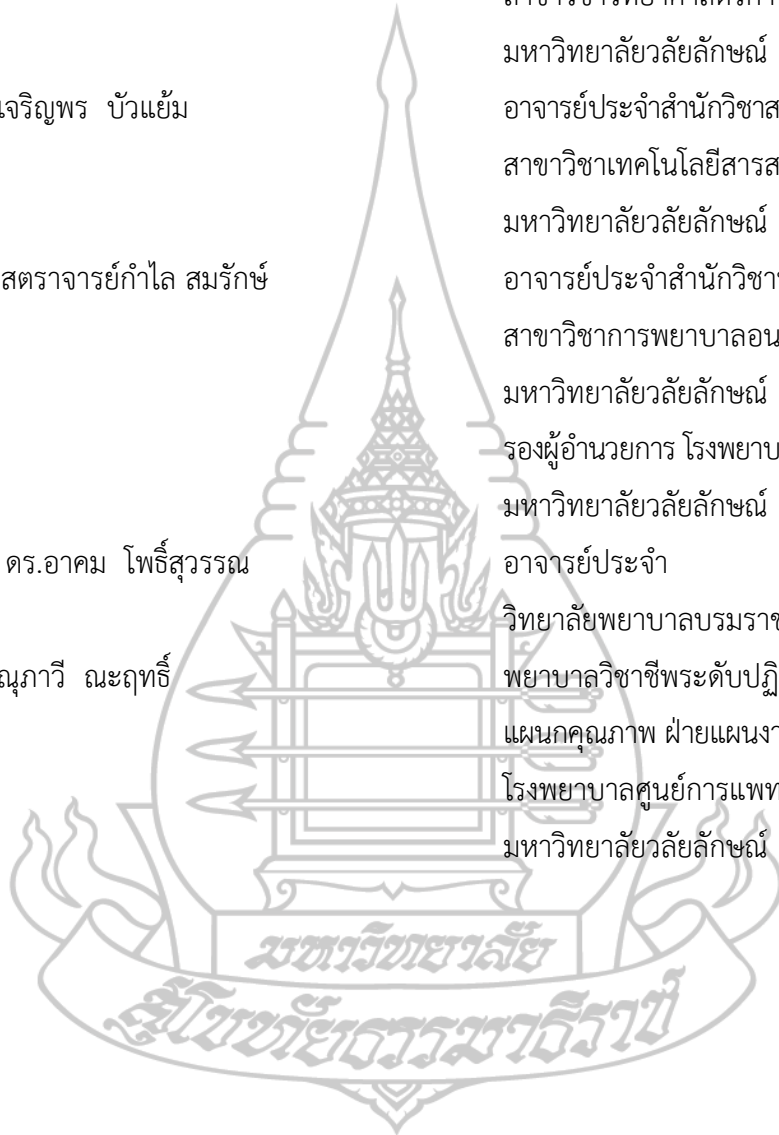 มหาวิทยาลัยวลัยลักษณ์
เจริญพร บัวแย้ม อาจารย์ประจำสำนักวิชาส
สาขาวิชาเทคโนโลยีสารส
มหาวิทยาลัยวลัยลักษณ์
สตราจารย์กำไล สมรักษ์ อาจารย์ประจำสำนักวิชา
สาขาวิชาการพยาบาลอน
มหาวิทยาลัยวลัยลักษณ์
รองผู้อำนวยการ โรงพยาบ
มหาวิทยาลัยวลัยลักษณ์
ดร.อาคม โพธิ์สุวรรณ อาจารย์ประจำ
วิทยาลัยพยาบาลบรมราช
ณุภาวี ณะฤทธิ์ พยาบาลวิชาชีพระดับปฏิ
แผนกคุณภาพ ฝ่ายแผนงา
โรงพยาบาลศูนย์การแพท
มหาวิทยาลัยวลัยลักษณ์
มหาวิทยาลัย
สุโขทัยธรรมาธิราช